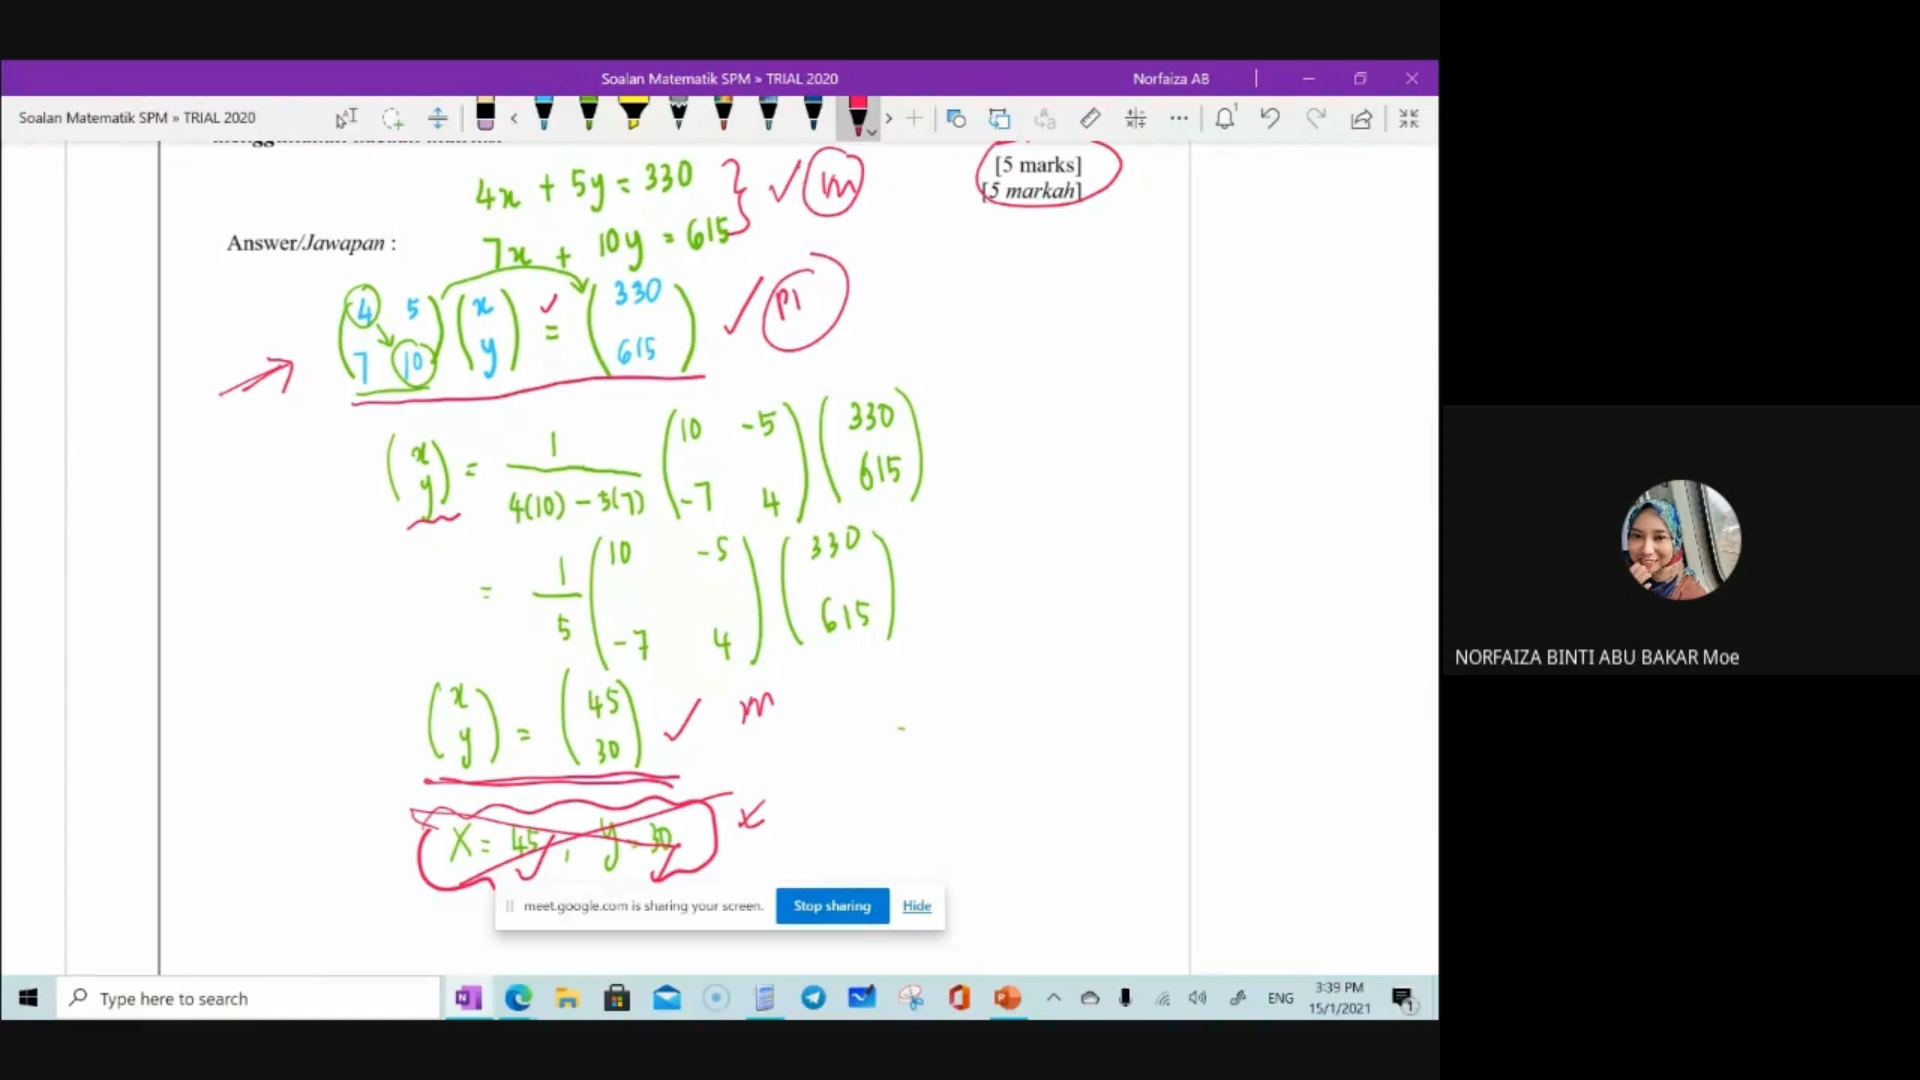 Soalan Matematik SPM » TRIAL 2020
Norfaiza AB
Soalan Matematik SPM » TRIAL 2020
[5 marks]
[5 markah]
4x + 5y = 330 } ✓ m
Answer/Jawapan :
7x + 10y = 615
(4 5
7 10) (x
y) = (330
615) ✓ P1
(x
y) = 1/(4(10) - 5(7)) (10 -5
-7 4) (330
615)
= 1/5 (10 -5
-7 4) (330
615)
(x
y) = (45
30) ✓ m
X = 45, y = 30
meet.google.com is sharing your screen.
Stop sharing
Hide
NORFAIZA BINTI ABU BAKAR Moe
Type here to search
ENG
3:39 PM
15/1/2021
1